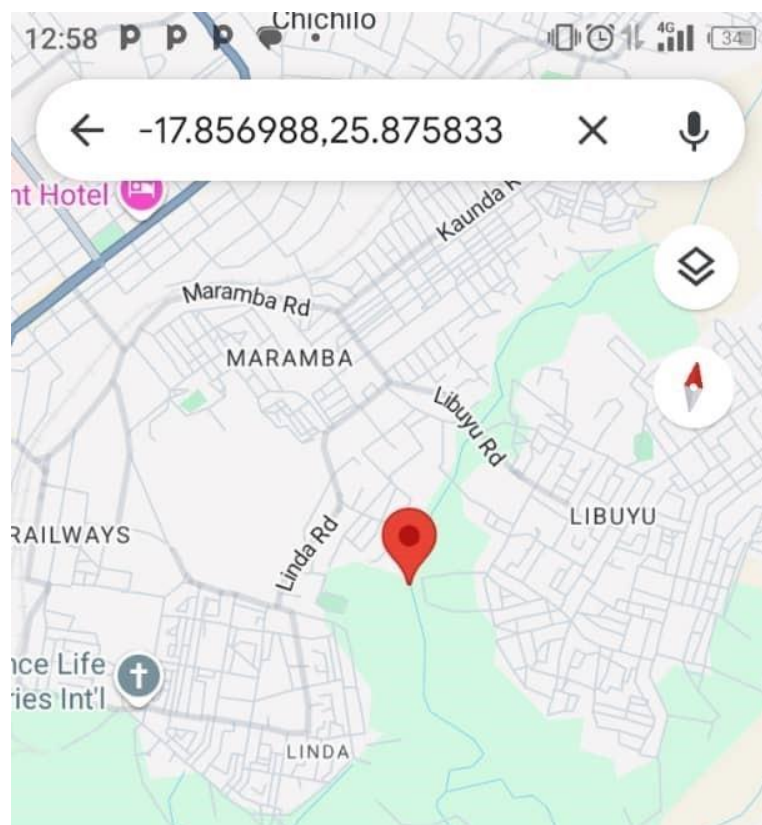 Chichilo
12:58 P P P 4G 34
-17.856988,25.875833
nt Hotel
Kaunda R
Maramba Rd
MARAMBA
Libuyu Rd
LIBUYU
RAILWAYS
Linda Rd
nce Life
ries Int'l
LINDA